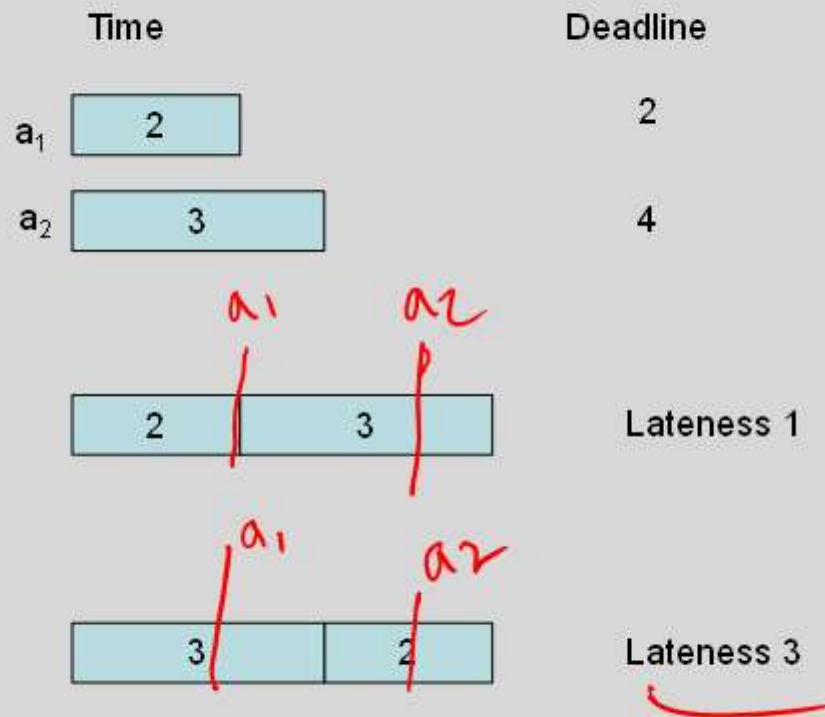 Time Deadline
a₁ 2 2
a₂ 3 4
a1 a2
2 3 Lateness 1
a1 a2
3 2 Lateness 3